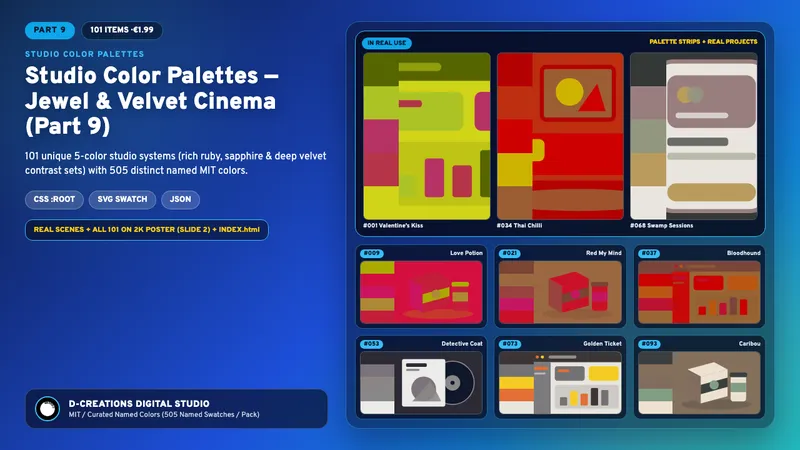 PART 9
101 ITEMS ·€1.99
STUDIO COLOR PALETTES
Studio Color Palettes —
Jewel & Velvet Cinema
(Part 9)
101 unique 5-color studio systems (rich ruby, sapphire & deep velvet
contrast sets) with 505 distinct named MIT colors.
CSS :ROOT
SVG SWATCH
JSON
REAL SCENES + ALL 101 ON 2K POSTER (SLIDE 2) + INDEX.html
D-CREATIONS DIGITAL STUDIO
MIT / Curated Named Colors (505 Named Swatches / Pack)
IN REAL USE
PALETTE STRIPS + REAL PROJECTS
#001 Valentine's Kiss
#034 Thai Chilli
#068 Swamp Sessions
#009
Love Potion
#021
Red My Mind
#037
Bloodhound
#053
Detective Coat
#073
Golden Ticket
#093
Caribou